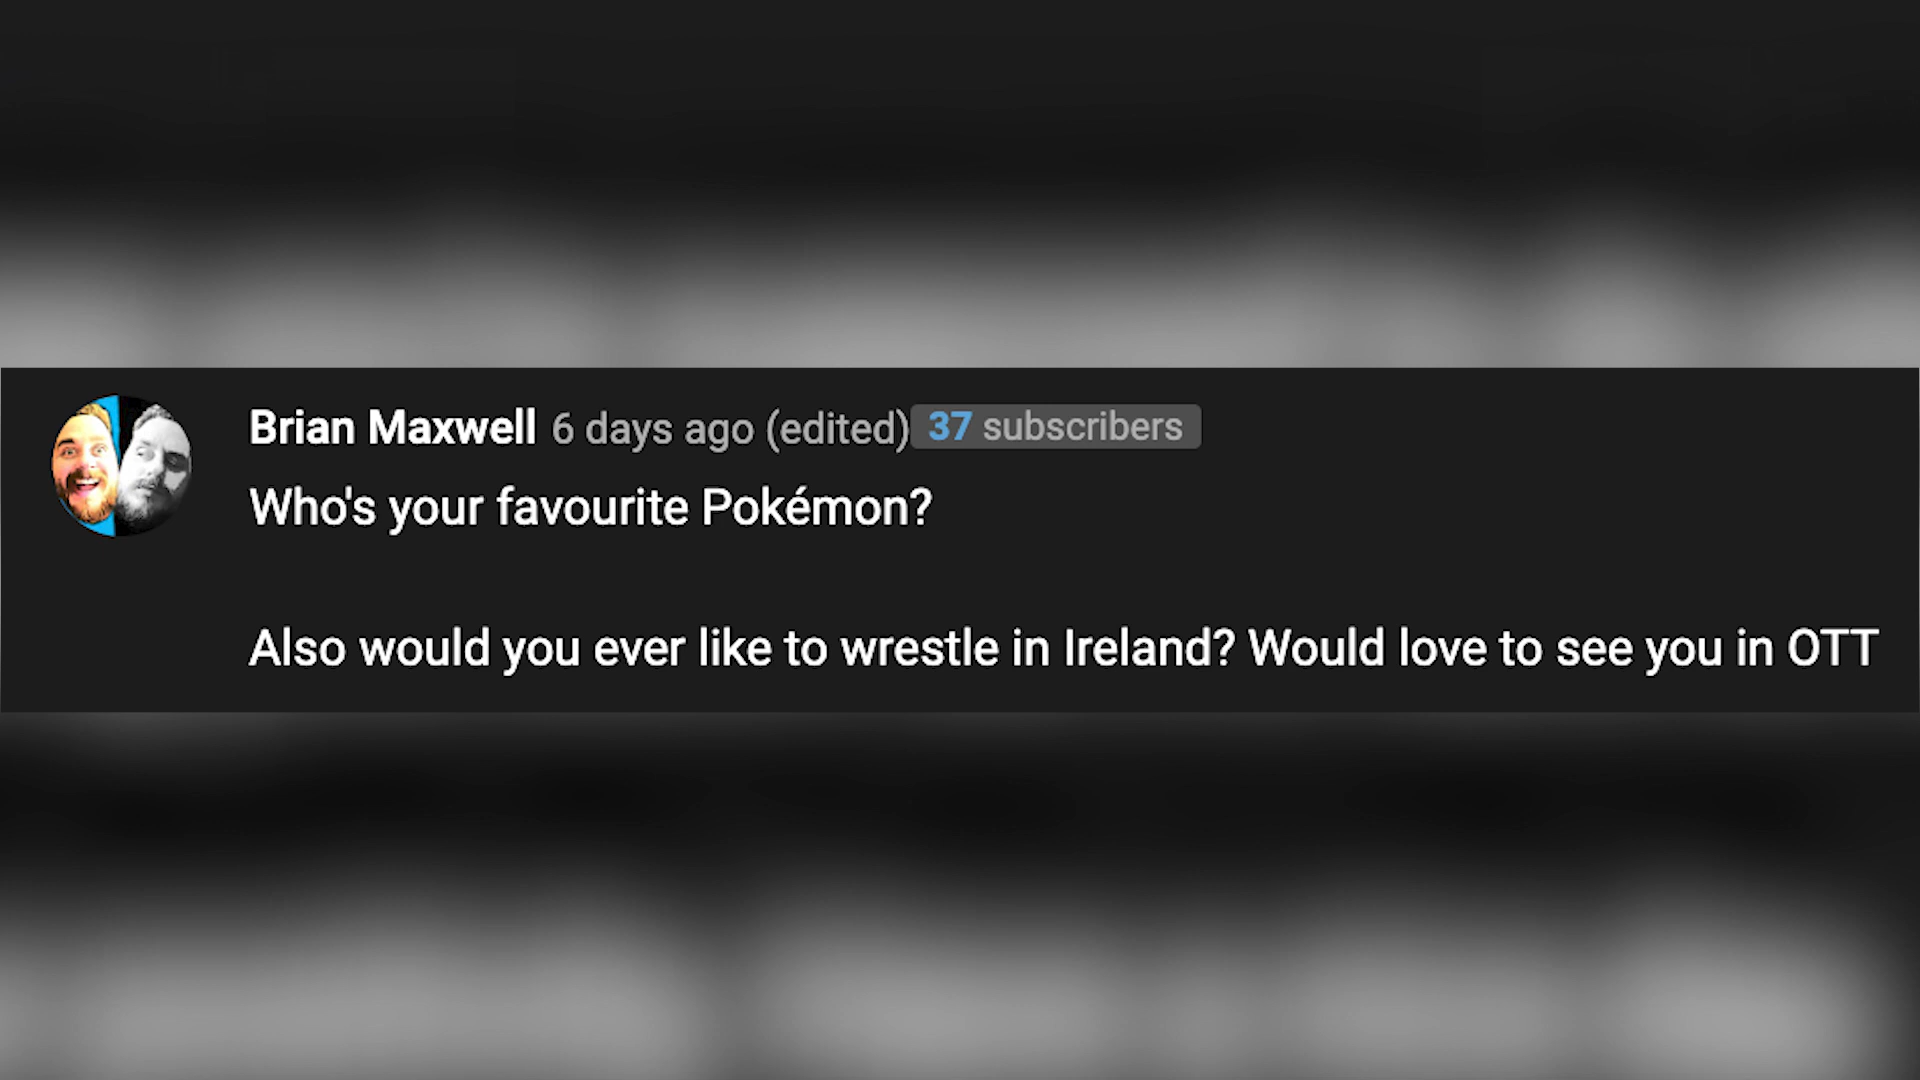 Brian Maxwell 6 days ago (edited) 37 subscribers
Who's your favourite Pokémon?
Also would you ever like to wrestle in Ireland? Would love to see you in OTT